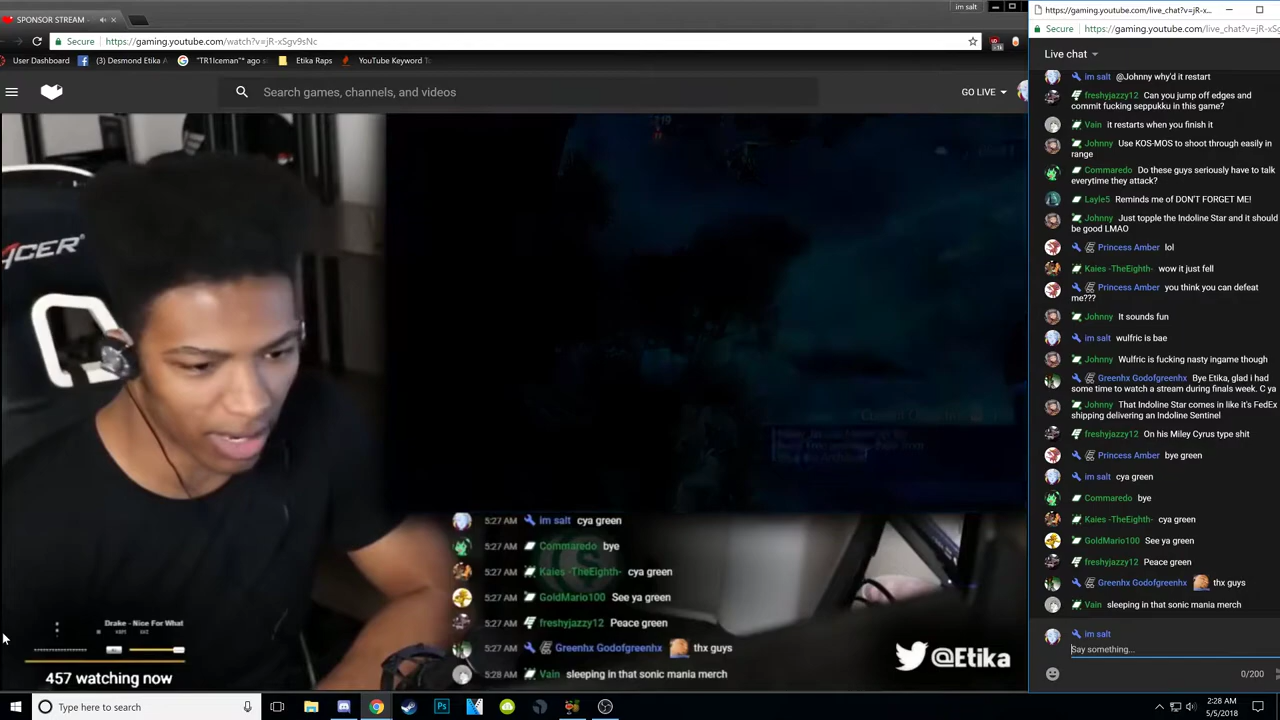 SPONSOR STREAM -
im salt
https://gaming.youtube.com/live_chat?v=jR-x...
Secure
https://gaming.youtube.com/watch?v=jR-xSgv9sNc
Secure
https://gaming.youtube.com/live_chat?v=jR-xSg
User Dashboard
(3) Desmond Etika
"TR1Iceman"* ago
Etika Raps
YouTube Keyword To
Live chat
Search games, channels, and videos
GO LIVE
im salt @Johnny why'd it restart
freshyjazzy12 Can you jump off edges and
commit fucking seppukku in this game?
Vain it restarts when you finish it
Johnny Use KOS-MOS to shoot through easily in
range
Commaredo Do these guys seriously have to talk
everytime they attack?
Layle5 Reminds me of DON'T FORGET ME!
Johnny Just topple the Indoline Star and it should
be good LMAO
Princess Amber lol
Kaies -TheEighth- wow it just fell
Princess Amber you think you can defeat
me???
Johnny It sounds fun
im salt wulfric is bae
Johnny Wulfric is fucking nasty ingame though
Greenhx Godofgreenhx Bye Etika, glad i had
some time to watch a stream during finals week. C ya
Johnny That Indoline Star comes in like it's FedEx
shipping delivering an Indoline Sentinel
freshyjazzy12 On his Miley Cyrus type shit
Princess Amber bye green
im salt cya green
Commaredo bye
Kaies -TheEighth- cya green
GoldMario100 See ya green
freshyjazzy12 Peace green
Greenhx Godofgreenhx thx guys
Vain sleeping in that sonic mania merch
im salt
Say something...
0/200
ACER
5:27 AM im salt cya green
5:27 AM Commaredo bye
5:27 AM Kaies -TheEighth- cya green
5:27 AM GoldMario100 See ya green
5:27 AM freshyjazzy12 Peace green
5:27 AM Greenhx Godofgreenhx thx guys
5:28 AM Vain sleeping in that sonic mania merch
Drake - Nice For What
457 watching now
@Etika
Type here to search
2:28 AM
5/5/2018